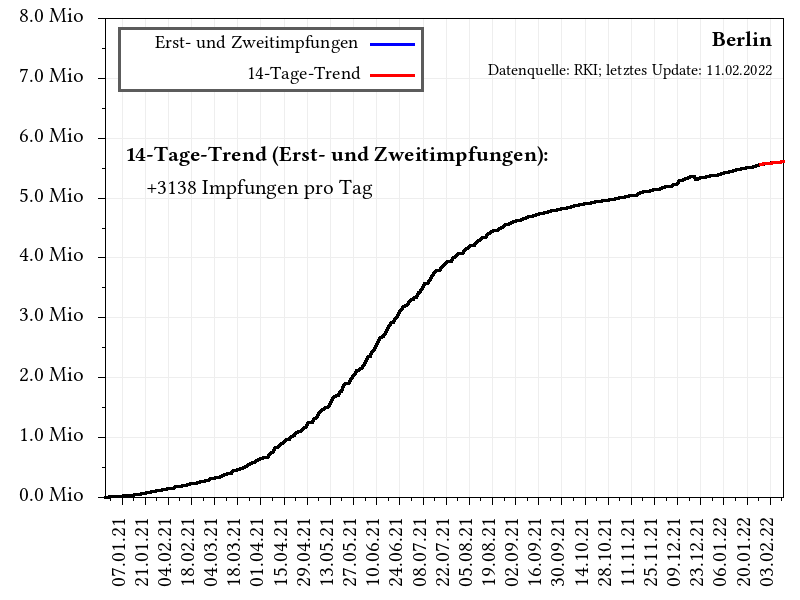 8.0 Mio
7.0 Mio
6.0 Mio
5.0 Mio
4.0 Mio
3.0 Mio
2.0 Mio
1.0 Mio
0.0 Mio
Erst- und Zweitimpfungen
14-Tage-Trend
Berlin
Datenquelle: RKI; letztes Update: 11.02.2022
14-Tage-Trend (Erst- und Zweitimpfungen):
+3138 Impfungen pro Tag
07.01.21
21.01.21
04.02.21
18.02.21
04.03.21
18.03.21
01.04.21
15.04.21
29.04.21
13.05.21
27.05.21
10.06.21
24.06.21
08.07.21
22.07.21
05.08.21
19.08.21
02.09.21
16.09.21
30.09.21
14.10.21
28.10.21
11.11.21
25.11.21
09.12.21
23.12.21
06.01.22
20.01.22
03.02.22